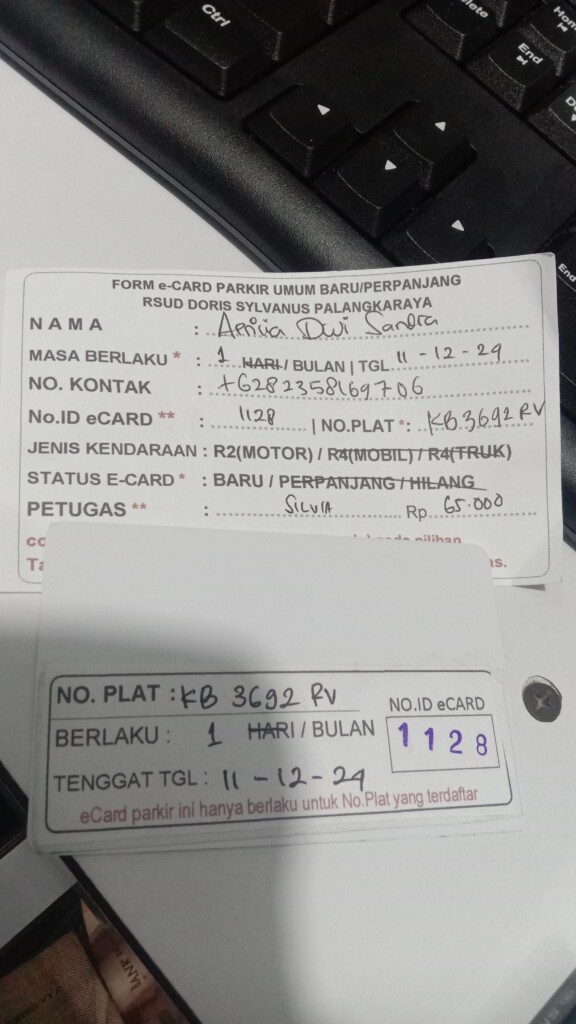 Ctrl
End
End
FORM e-CARD PARKIR UMUM BARU/PERPANJANG
RSUD DORIS SYLVANUS PALANGKARAYA
NAMA : Dwi Sandra
MASA BERLAKU * : 1 HARI / BULAN | TGL 11 - 12 - 24
NO. KONTAK : +6282358169706
No.ID eCARD ** : 1128 | NO.PLAT *: KB 3692 RV
JENIS KENDARAAN : R2(MOTOR) / R4(MOBIL) / R4(TRUK)
STATUS E-CARD * : BARU / PERPANJANG / HILANG
PETUGAS ** : SILVIA Rp. 65.000
pilihan
NO. PLAT : KB 3692 RV
NO.ID eCARD
BERLAKU : 1 HARI / BULAN
1128
TENGGAT TGL : 11 - 12 - 24
eCard parkir ini hanya berlaku untuk No.Plat yang terdaftar